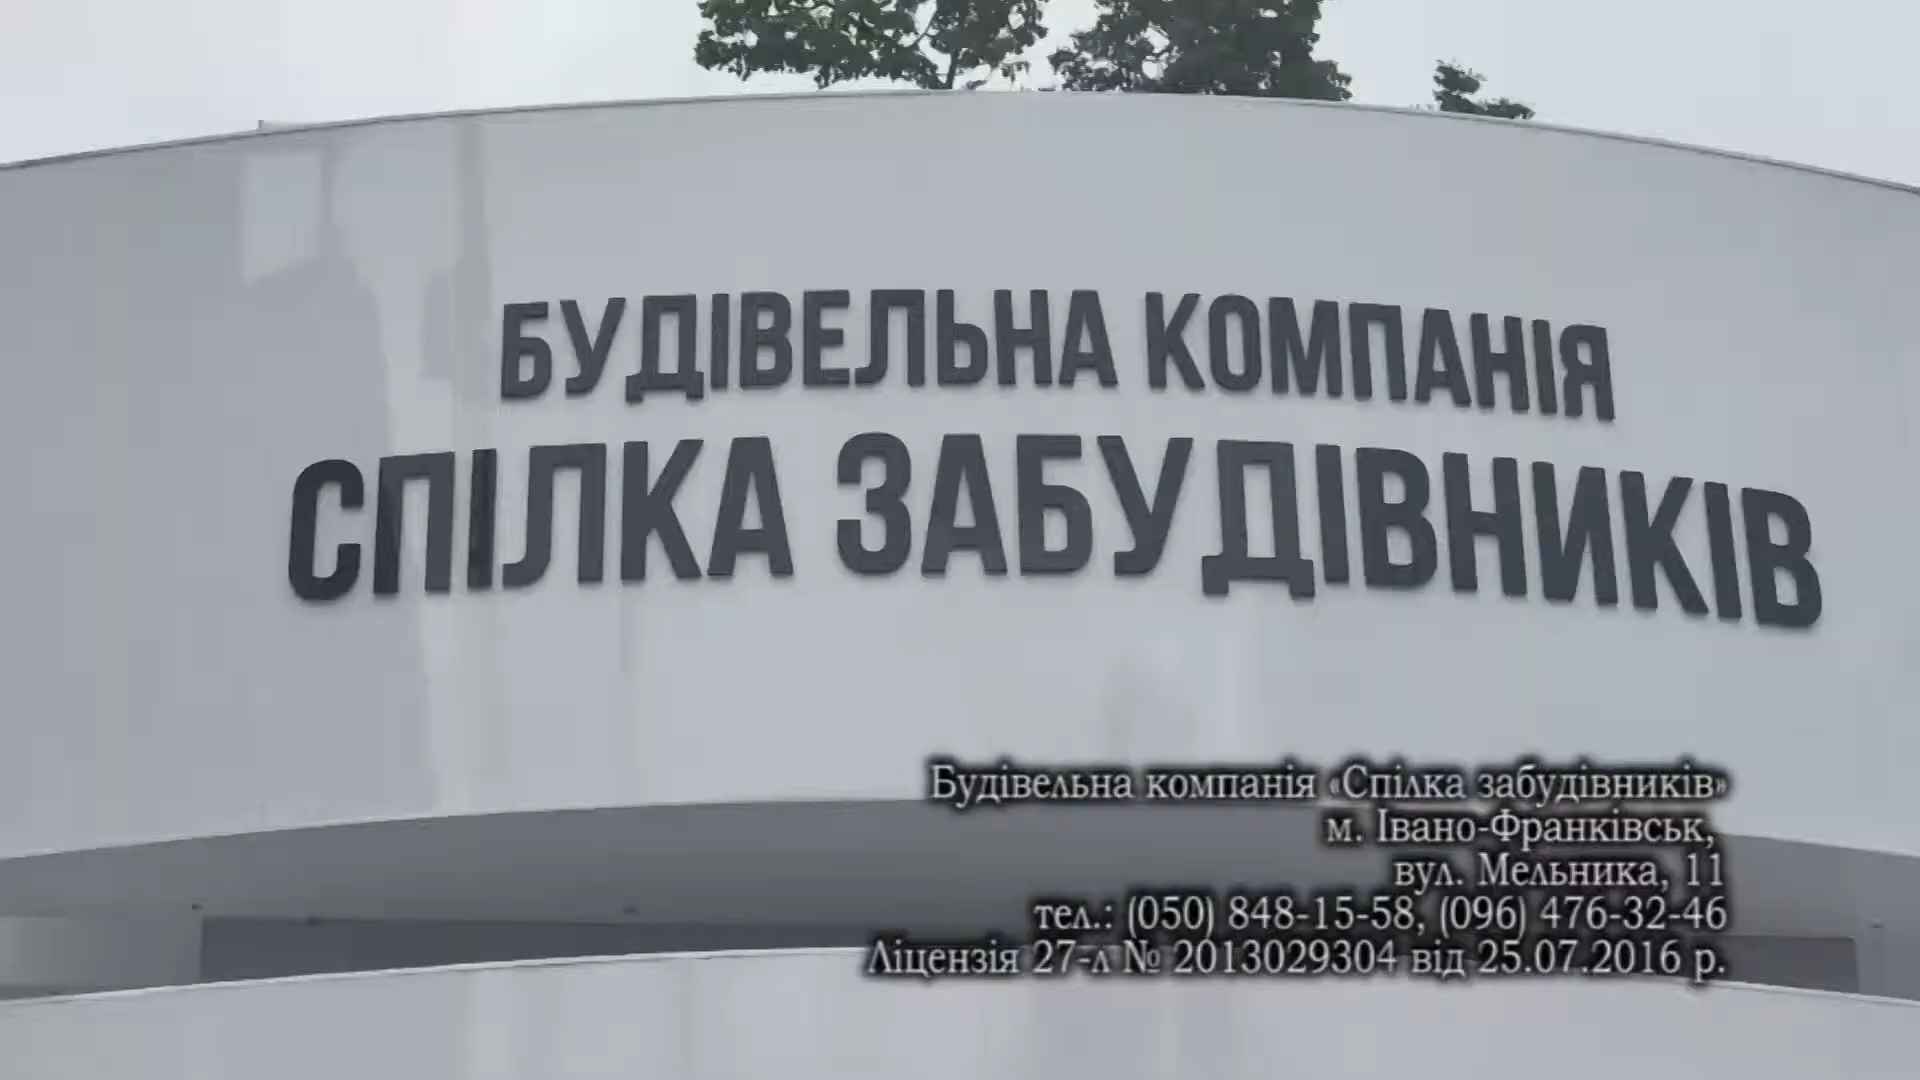 БУДІВЕЛЬНА КОМПАНІЯ
СПІЛКА ЗАБУДІВНИКІВ
Будівельна компанія «Спілка забудівників»
м. Івано-Франківськ,
вул. Мельника, 11
тел.: (050) 848-15-58, (096) 476-32-46
Ліцензія 27-л № 2013029304 від 25.07.2016 р.